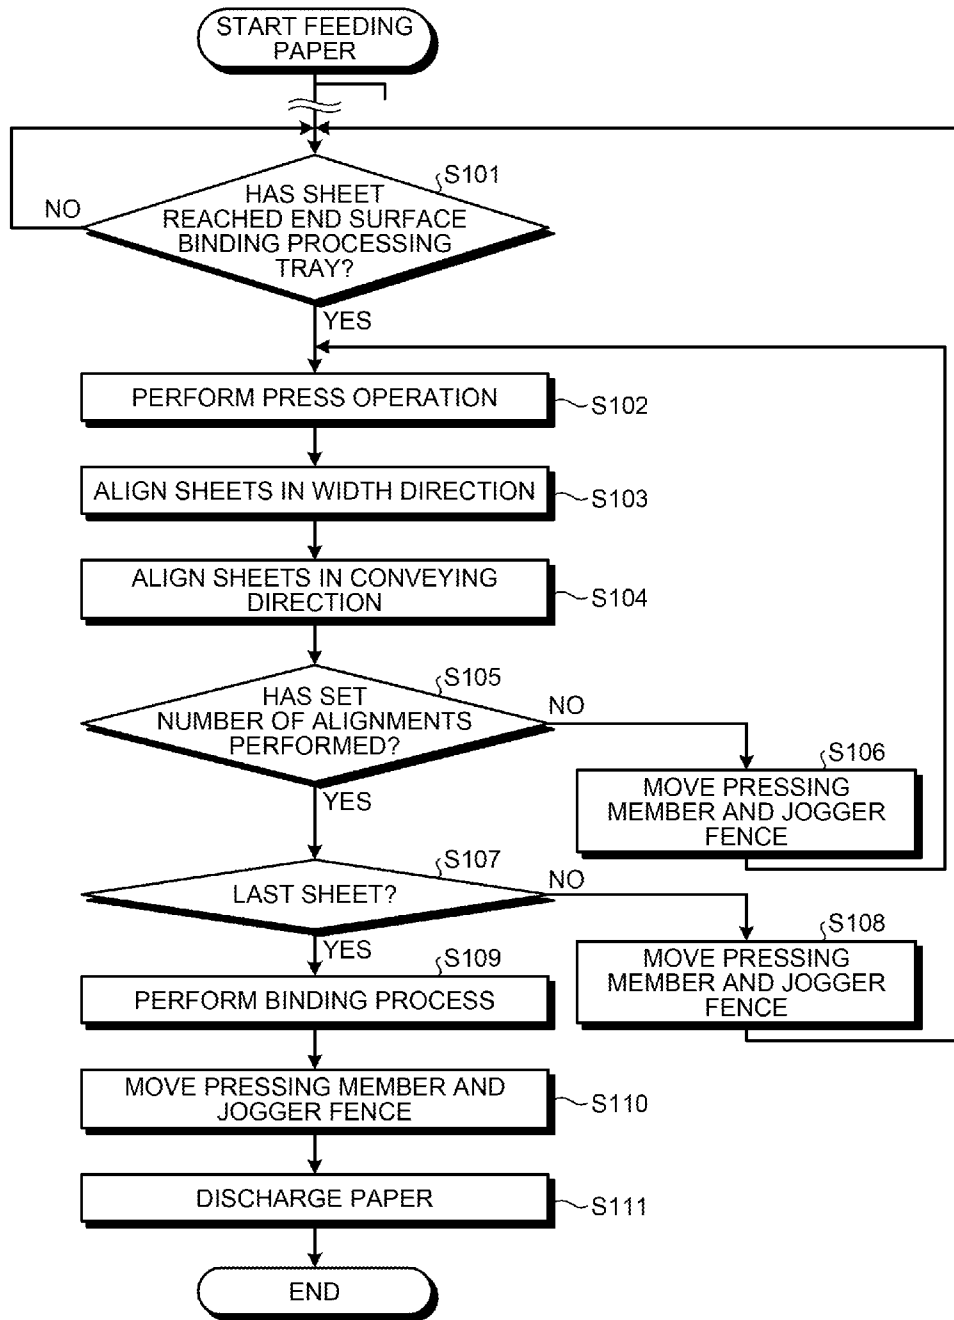 START FEEDING
PAPER
S101
HAS SHEET
REACHED END SURFACE
BINDING PROCESSING
TRAY?
NO
YES
PERFORM PRESS OPERATION
S102
ALIGN SHEETS IN WIDTH DIRECTION
S103
ALIGN SHEETS IN CONVEYING
DIRECTION
S104
S105
HAS SET
NUMBER OF ALIGNMENTS
PERFORMED?
NO
YES
S106
MOVE PRESSING
MEMBER AND JOGGER
FENCE
S107
LAST SHEET?
NO
YES
S108
MOVE PRESSING
MEMBER AND JOGGER
FENCE
S109
PERFORM BINDING PROCESS
MOVE PRESSING MEMBER AND
JOGGER FENCE
S110
DISCHARGE PAPER
S111
END